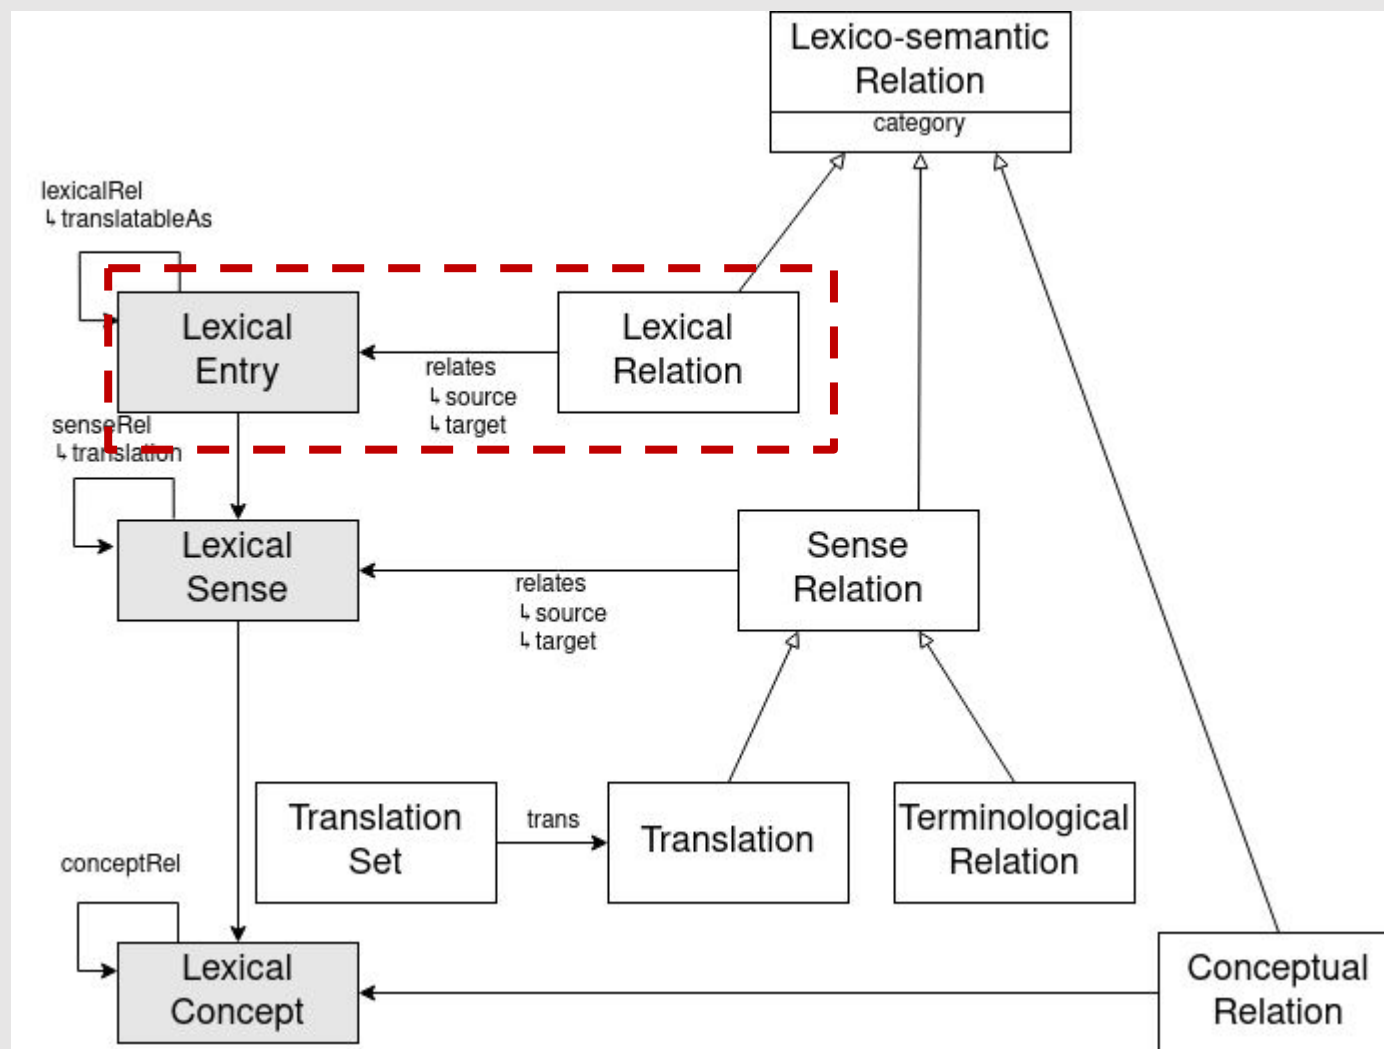 Lexico-semantic
Relation
category
lexicalRel
↳ translatableAs
Lexical
Entry
relates
↳ source
↳ target
Lexical
Relation
senseRel
↳ translation
Lexical
Sense
relates
↳ source
↳ target
Sense
Relation
Translation
Set
trans
Translation
Terminological
Relation
conceptRel
Lexical
Concept
Conceptual
Relation